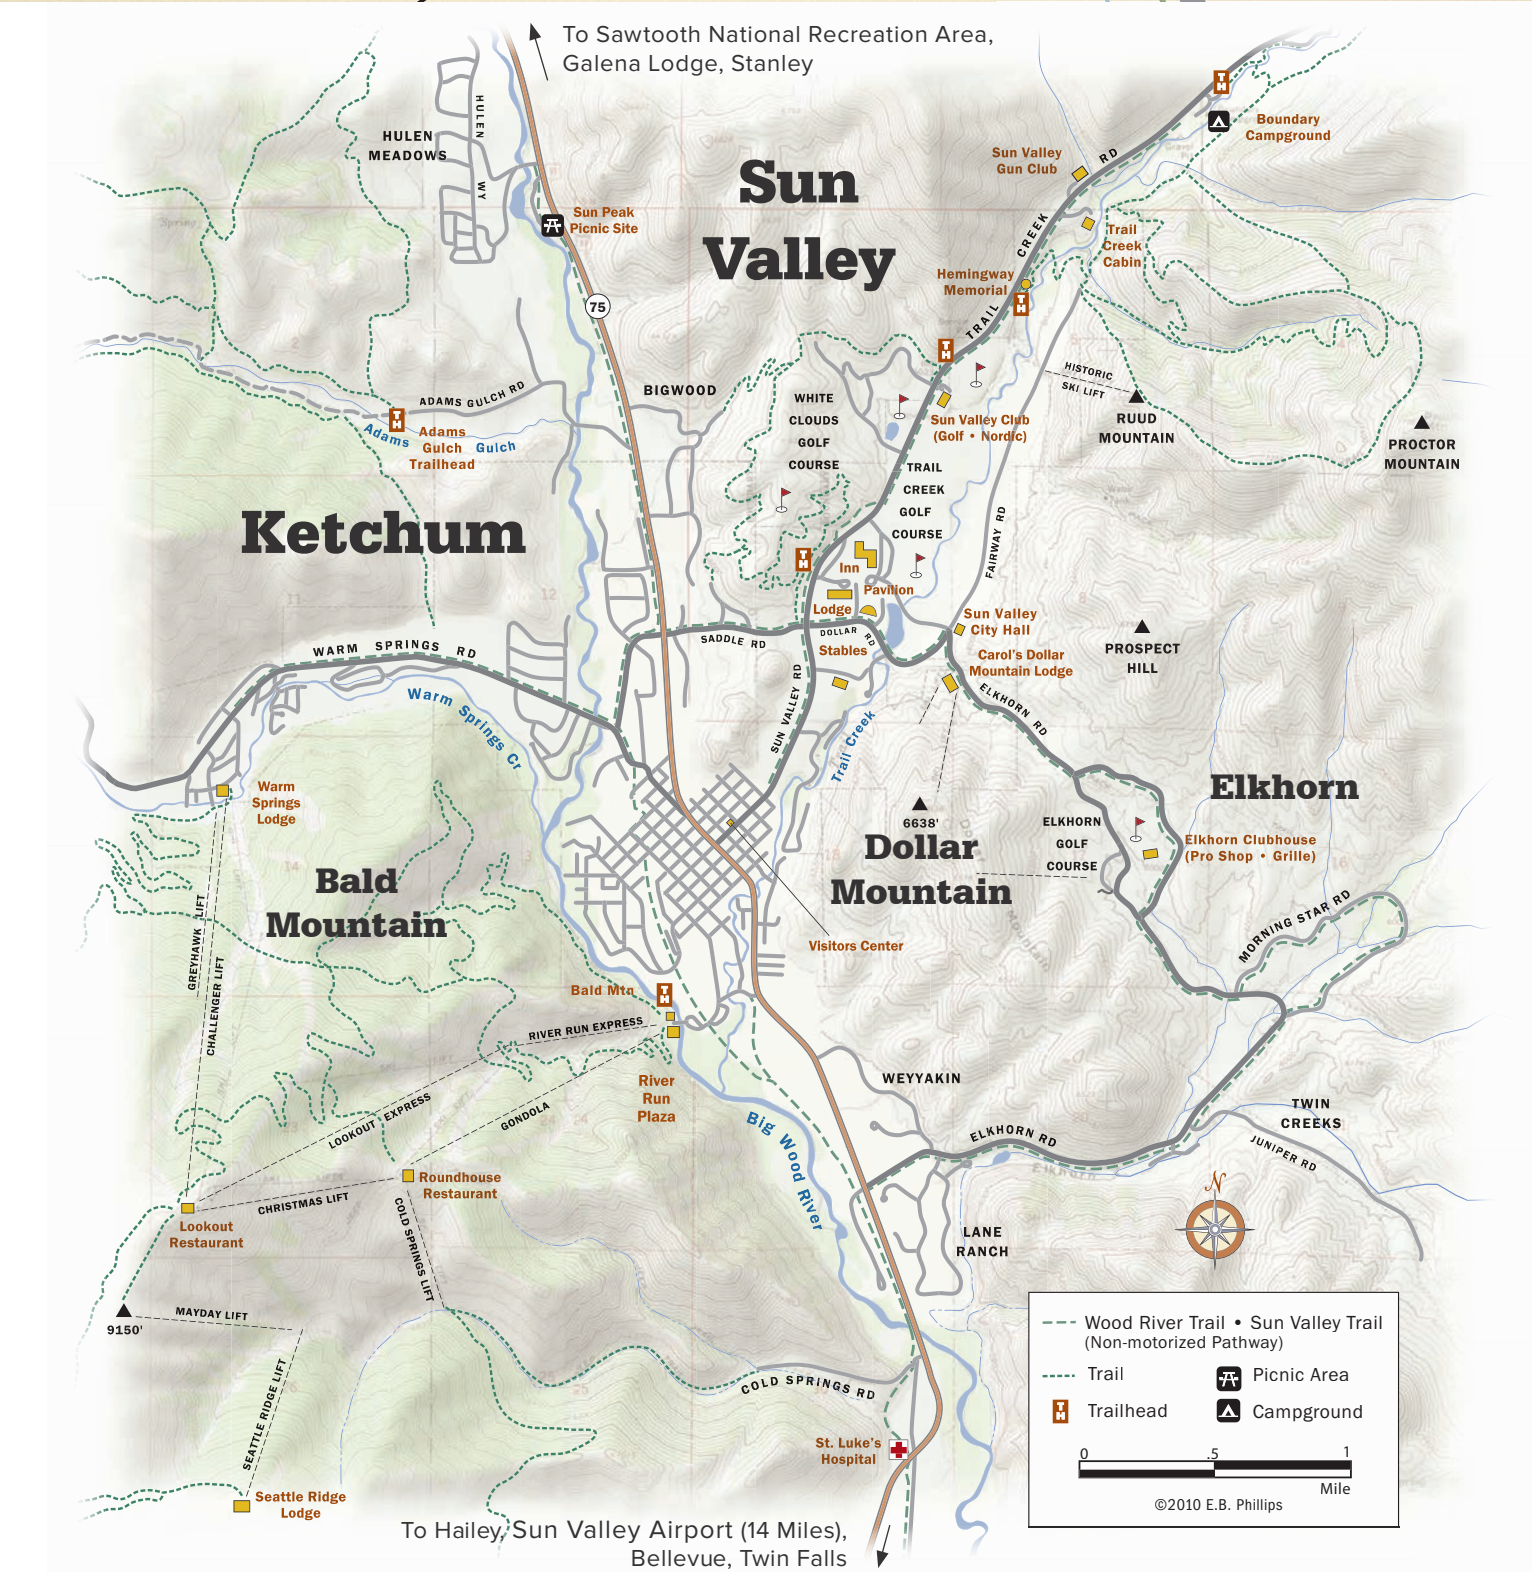 To Sawtooth National Recreation Area,
Galena Lodge, Stanley
HULEN
MEADOWS
HULEN WY
Sun
Valley
Sun Peak
Picnic Site
75
Sun Valley
Gun Club
TRAIL CREEK RD
Boundary
Campground
Trail
Creek
Cabin
Hemingway
Memorial
HISTORIC
SKI LIFT
RUUD
MOUNTAIN
PROCTOR
MOUNTAIN
BIGWOOD
WHITE
CLOUDS
GOLF
COURSE
Sun Valley Club
(Golf • Nordic)
TRAIL
CREEK
GOLF
COURSE
FAIRWAY RD
ADAMS GULCH RD
Adams Gulch
Adams
Gulch
Trailhead
Ketchum
Inn
Pavilion
Lodge
DOLLAR RD
Stables
SADDLE RD
SUN VALLEY RD
Sun Valley
City Hall
Carol's Dollar
Mountain Lodge
PROSPECT
HILL
ELKHORN RD
Trail Creek
WARM SPRINGS RD
Warm Springs Cr
Warm
Springs
Lodge
Bald
Mountain
6638'
Dollar
Mountain
ELKHORN
GOLF
COURSE
Elkhorn
Elkhorn Clubhouse
(Pro Shop • Grille)
MORNING STAR RD
Visitors Center
GREYHAWK LIFT
CHALLENGER LIFT
Bald Mtn
RIVER RUN EXPRESS
River
Run
Plaza
LOOKOUT EXPRESS
GONDOLA
Big Wood River
WEYYAKIN
ELKHORN RD
Elkhorn
TWIN
CREEKS
JUNIPER RD
Roundhouse
Restaurant
CHRISTMAS LIFT
COLD SPRINGS LIFT
Lookout
Restaurant
LANE
RANCH
N
9150'
MAYDAY LIFT
SEATTLE RIDGE LIFT
COLD SPRINGS RD
St. Luke's
Hospital
Seattle Ridge
Lodge
To Hailey, Sun Valley Airport (14 Miles),
Bellevue, Twin Falls
Wood River Trail • Sun Valley Trail
(Non-motorized Pathway)
Trail
Picnic Area
TH
Trailhead
Campground
0 .5 1
Mile
©2010 E.B. Phillips